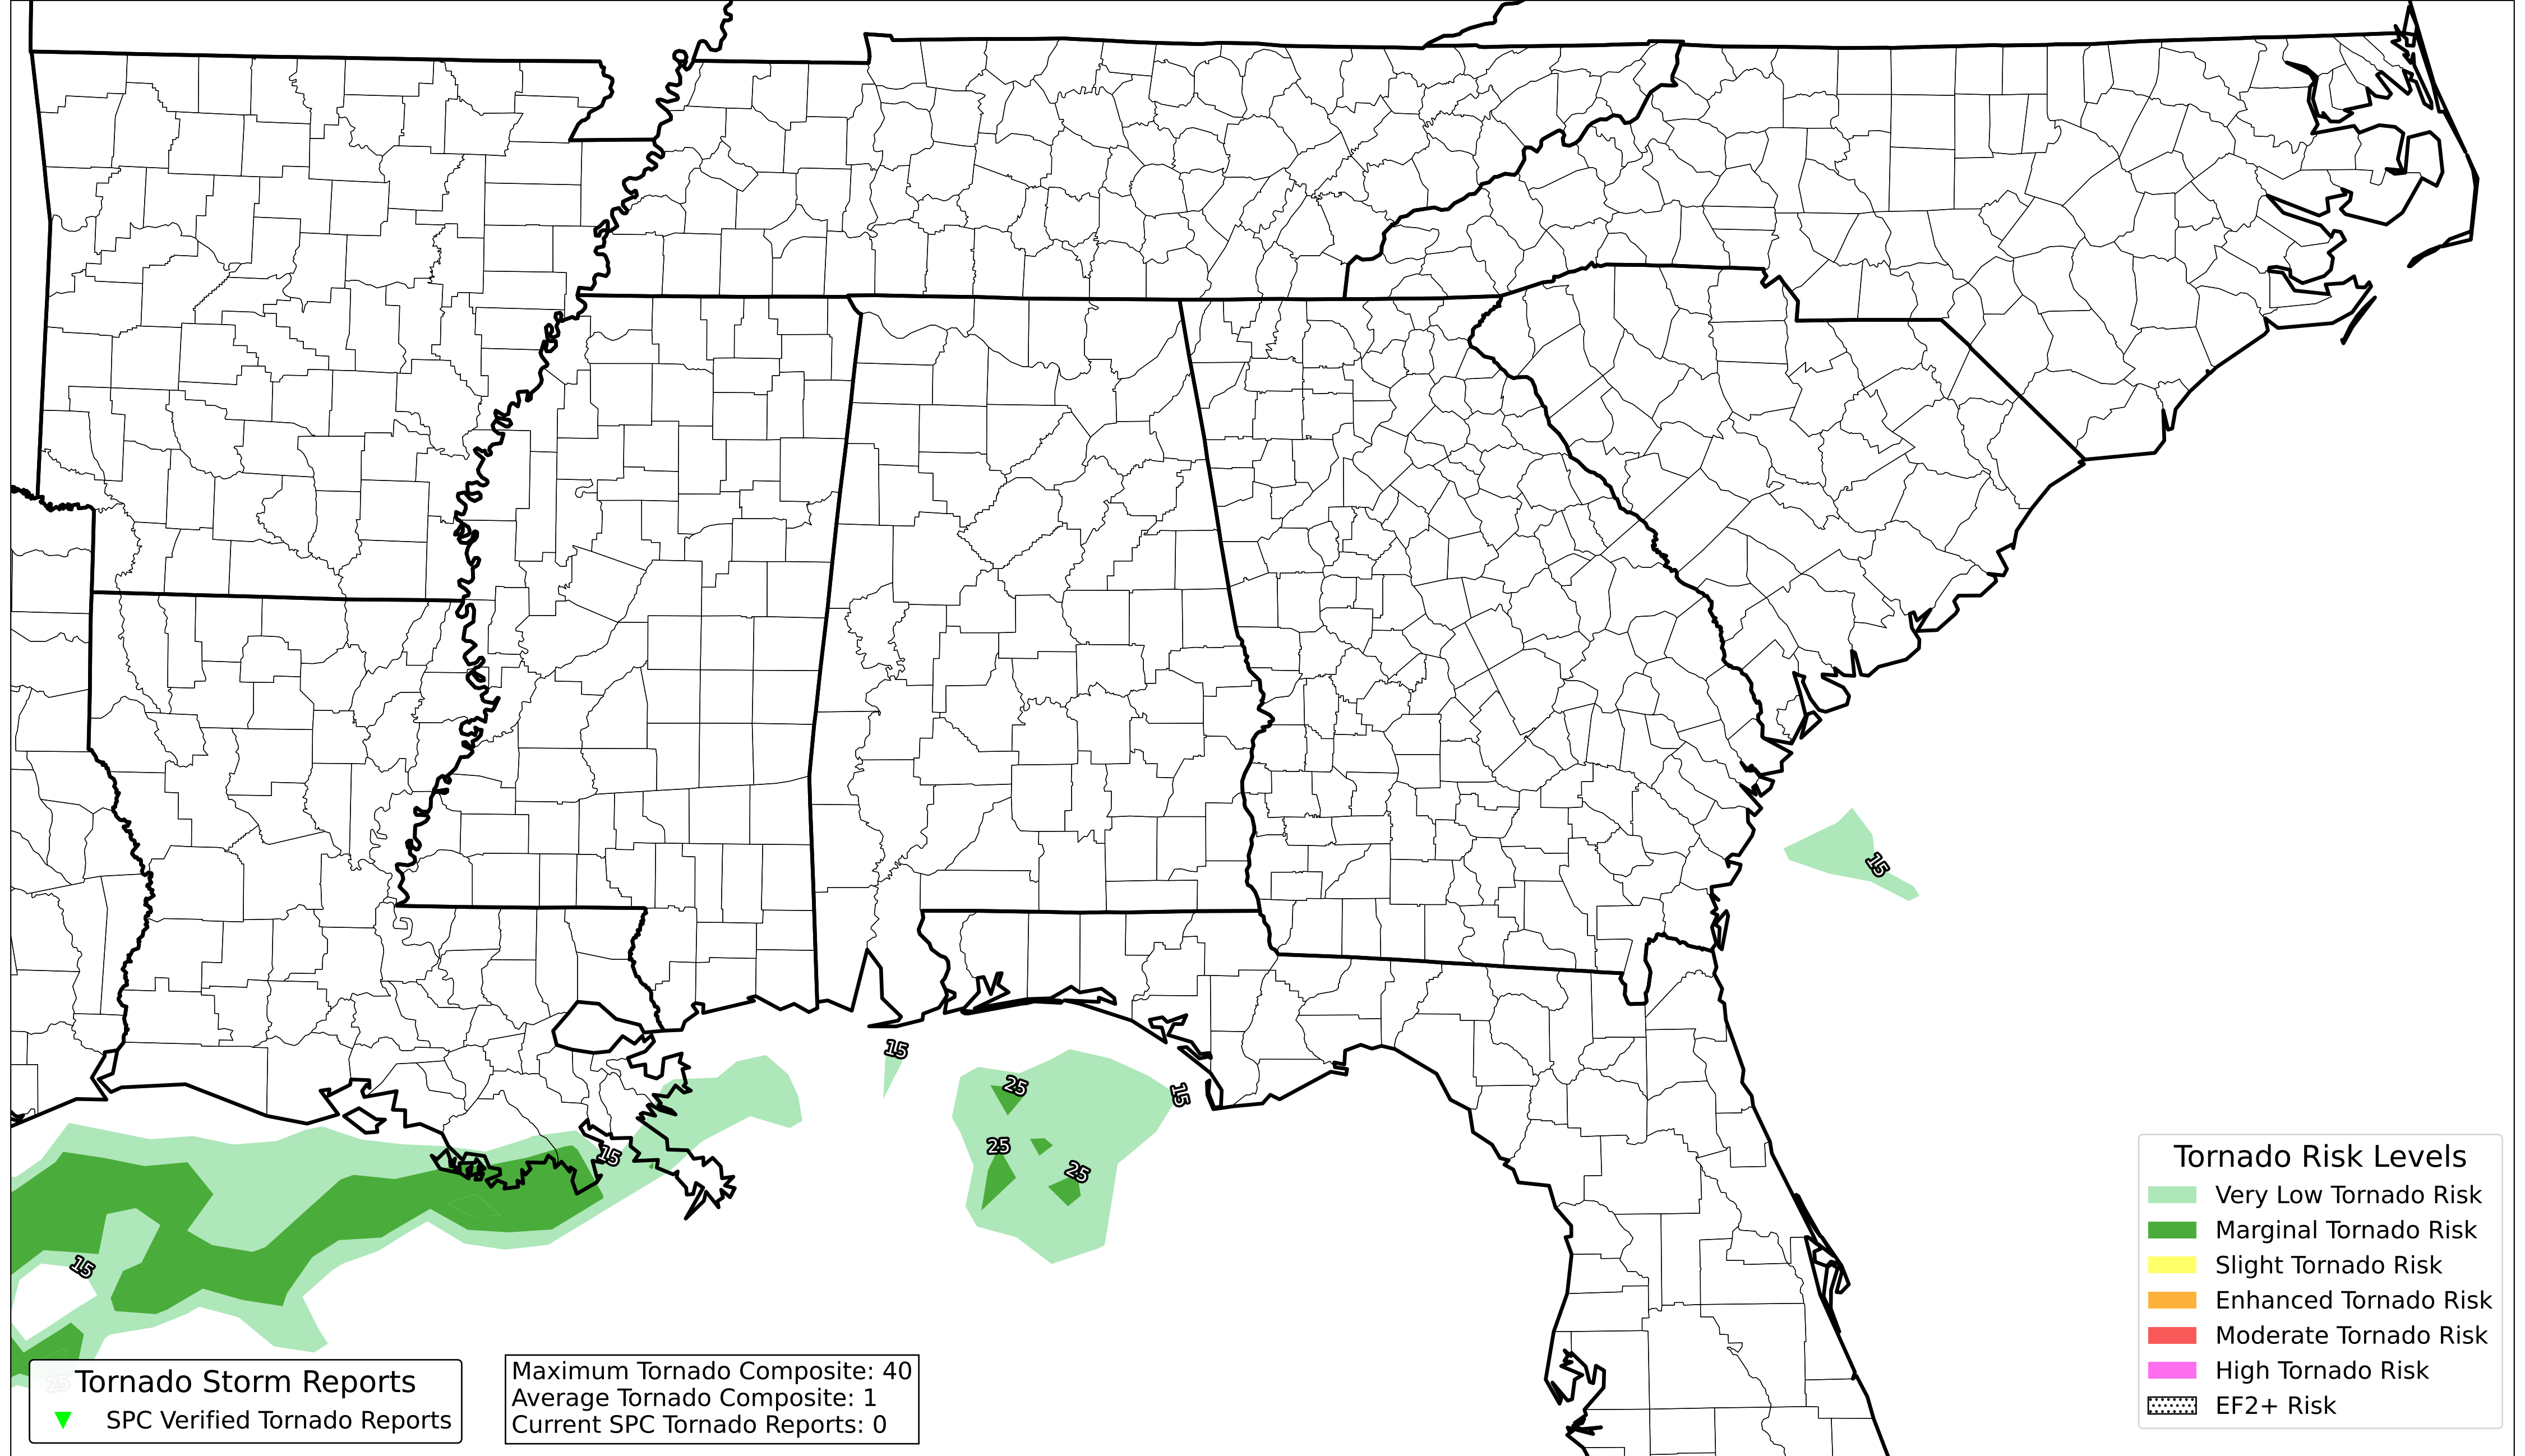 15
15
25
15
25
15
25
15
25
Tornado Storm Reports
SPC Verified Tornado Reports
Maximum Tornado Composite: 40
Average Tornado Composite: 1
Current SPC Tornado Reports: 0
Tornado Risk Levels
Very Low Tornado Risk
Marginal Tornado Risk
Slight Tornado Risk
Enhanced Tornado Risk
Moderate Tornado Risk
High Tornado Risk
EF2+ Risk